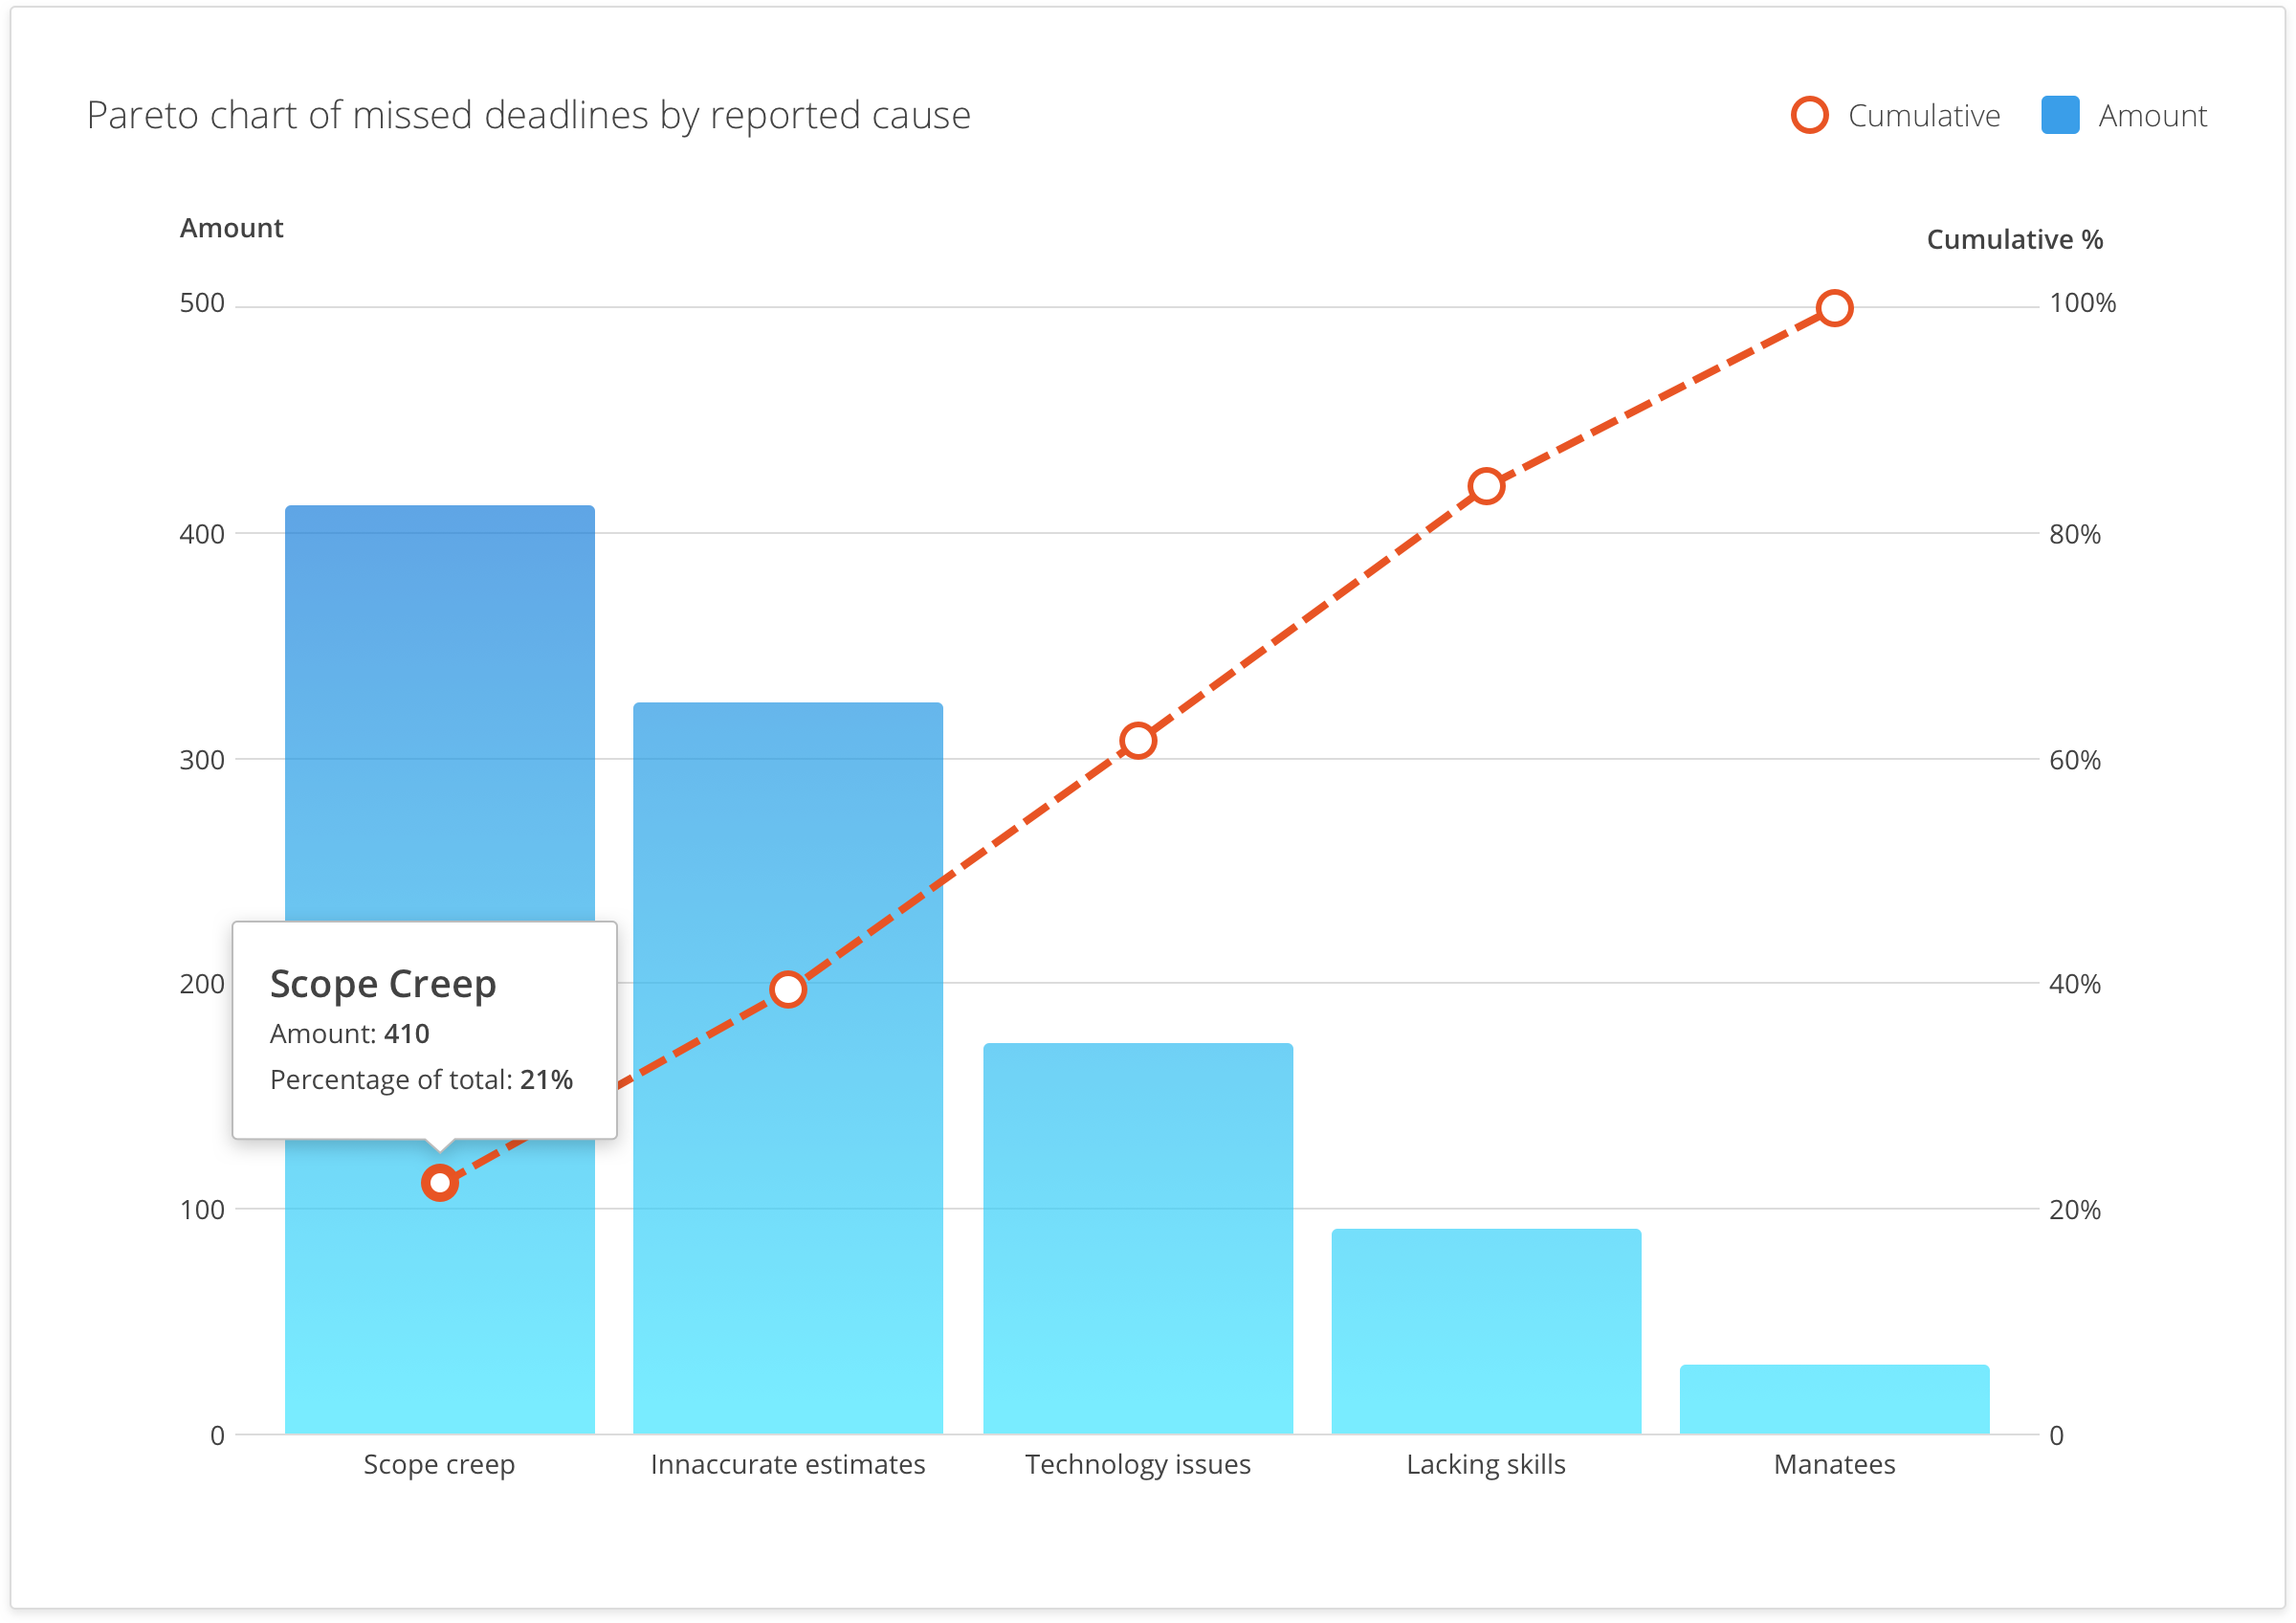 Pareto chart of missed deadlines by reported cause
Cumulative
Amount
Amount
Cumulative %
500
100%
400
80%
300
60%
200
40%
100
20%
0
0
Scope Creep
Amount: 410
Percentage of total: 21%
Scope creep
Innaccurate estimates
Technology issues
Lacking skills
Manatees